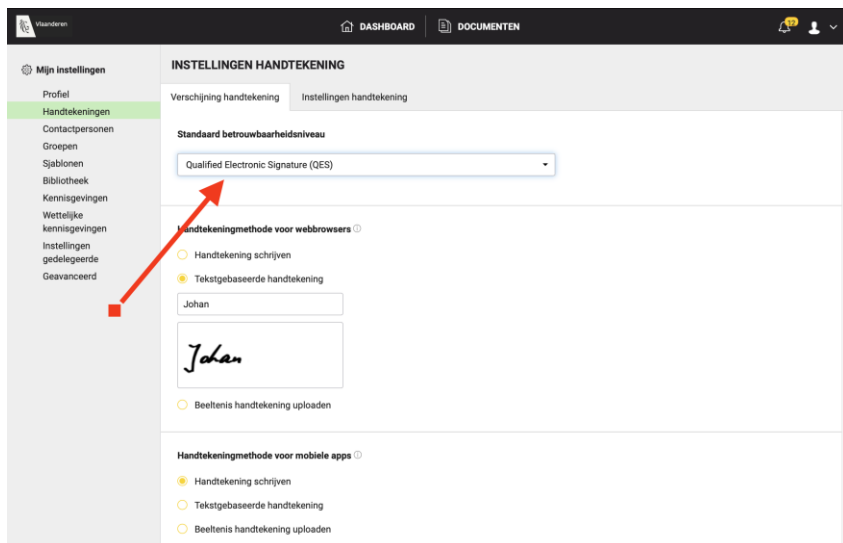 Vlaanderen
DASHBOARD
DOCUMENTEN
12
Mijn instellingen
Profiel
Handtekeningen
Contactpersonen
Groepen
Sjablonen
Bibliotheek
Kennisgevingen
Wettelijke
kennisgevingen
Instellingen
gedelegeerde
Geavanceerd
INSTELLINGEN HANDTEKENING
Verschijning handtekening
Instellingen handtekening
Standaard betrouwbaarheidsniveau
Qualified Electronic Signature (QES)
Handtekeningmethode voor webbrowsers
Handtekening schrijven
Tekstgebaseerde handtekening
Johan
Johan
Beeltenis handtekening uploaden
Handtekeningmethode voor mobiele apps
Handtekening schrijven
Tekstgebaseerde handtekening
Beeltenis handtekening uploaden